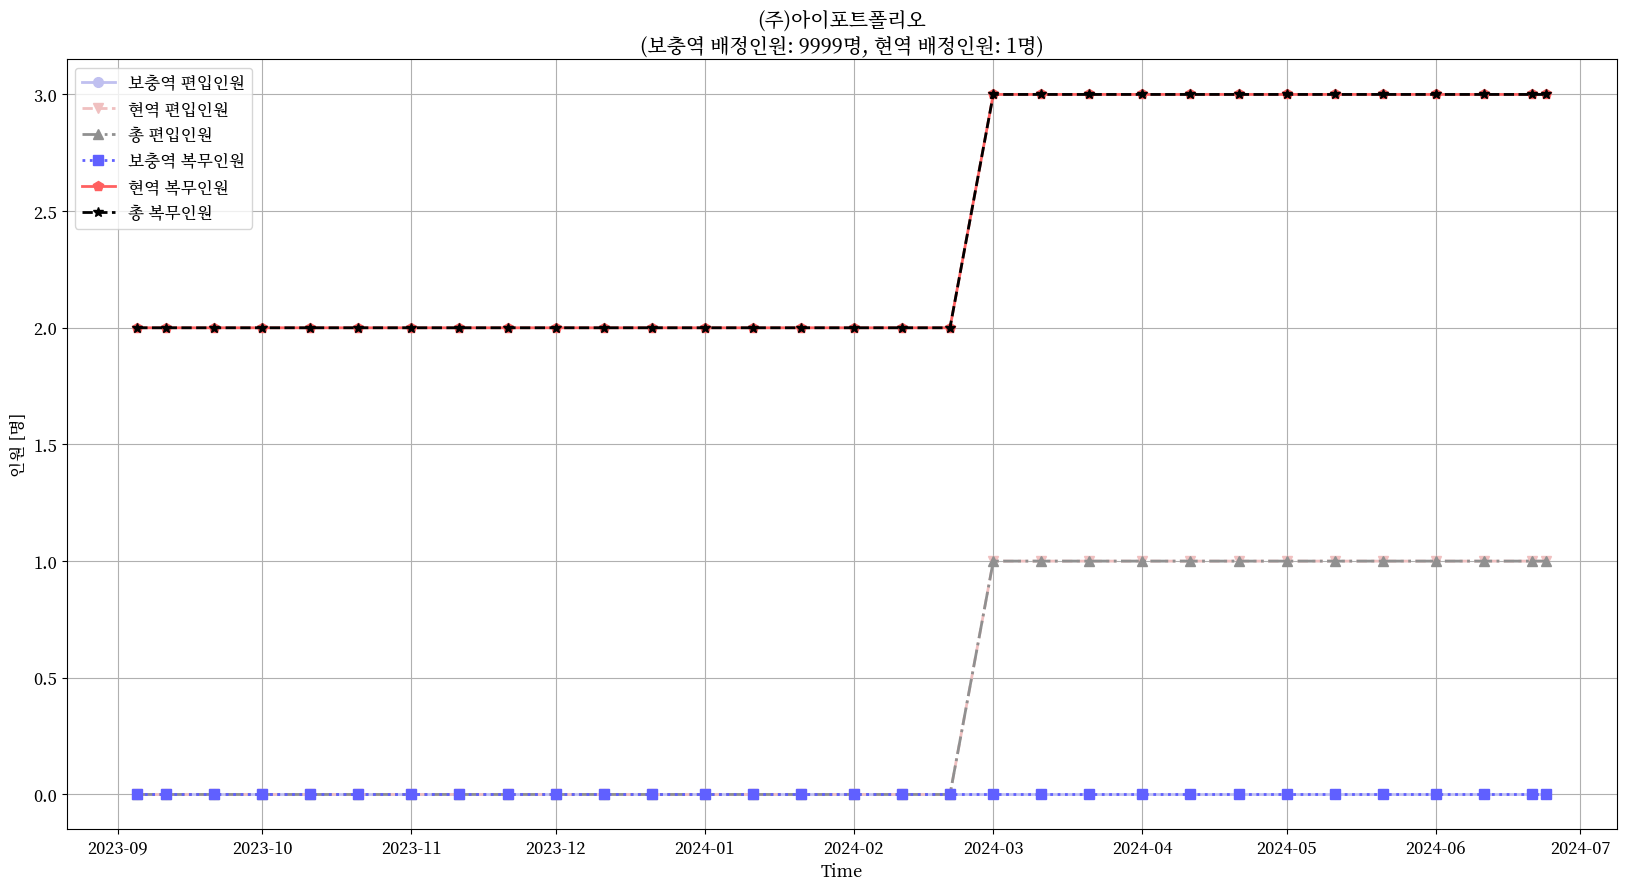 (주)아이포트폴리오
(보충역 배정인원: 9999명, 현역 배정인원: 1명)
보충역 편입인원
현역 편입인원
총 편입인원
보충역 복무인원
현역 복무인원
총 복무인원
인원 [명]
3.0
2.5
2.0
1.5
1.0
0.5
0.0
2023-09 2023-10 2023-11 2023-12 2024-01 2024-02 2024-03 2024-04 2024-05 2024-06 2024-07
Time